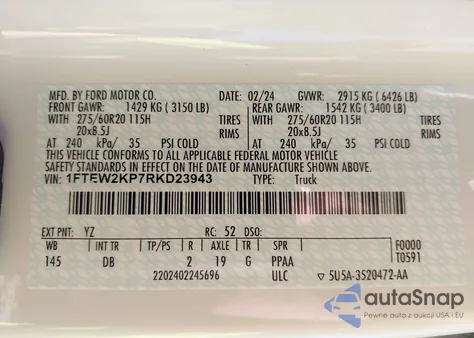 MFD. BY FORD MOTOR CO. 02/24 GVWR: 2915 KG ( 6426 LB)
FRONT GAWR: 1429 KG ( 3150 LB) REAR GAWR: 1542 KG ( 3400 LB)
WITH 275/60R20 115H TIRES WITH 275/60R20 115H TIRES
20x8.5J RIMS 20x8.5J RIMS
AT 240 kPa/ 35 PSI COLD AT 240 kPa/ 35 PSI COLD
THIS VEHICLE CONFORMS TO ALL APPLICABLE FEDERAL MOTOR VEHICLE
SAFETY STANDARDS IN EFFECT ON THE DATE OF MANUFACTURE SHOWN ABOVE.
VIN: 1FTEW2KP7RKD23943 TYPE: Truck
EXT PNT: YZ RC: 52 DSO:
WB INT TR TP/PS R AXLE TR SPR F0000
145 DB 2 19 G PPAA T0591
2202402245696 ULC 5U5A-3520472-AA
autoSnap
Pewne auto z USA i EU